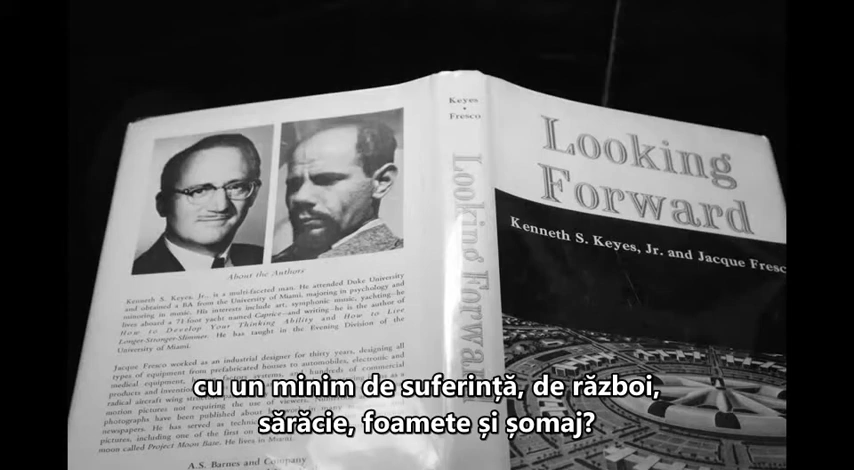 Keyes
•
Fresco
Looking Forward
Looking
Forward
Kenneth S. Keyes, Jr. and Jacque Fresc
About the Authors
Kenneth S. Keyes, Jr., is a multi-faceted man. He attended Duke University
and obtained a BA from the University of Miami, majoring in psychology and
minoring in music. His interests include art, symphonic music, yachting—he
lives aboard a 71-foot yacht named Caprice—and writing—he is the author of
How to Develop Your Thinking Ability and How to Live
Longer-Stronger-Slimmer. He has taught in the Evening Division of the
University of Miami.
Jacque Fresco worked as an industrial designer for thirty years, designing all
types of equipment from prefabricated houses to automobiles, electronic and
medical equipment, hundreds of commercial
products and
radical aircraft wing
motion pictures not requiring the use of viewers.
photographs have been published
newspapers. He has served as
pictures, including one of the first on
moon called Project Moon Base. He lives in Miami.
A.S. Barnes and Company
cu un minim de suferință, de război,
sărăcie, foamete și șomaj?